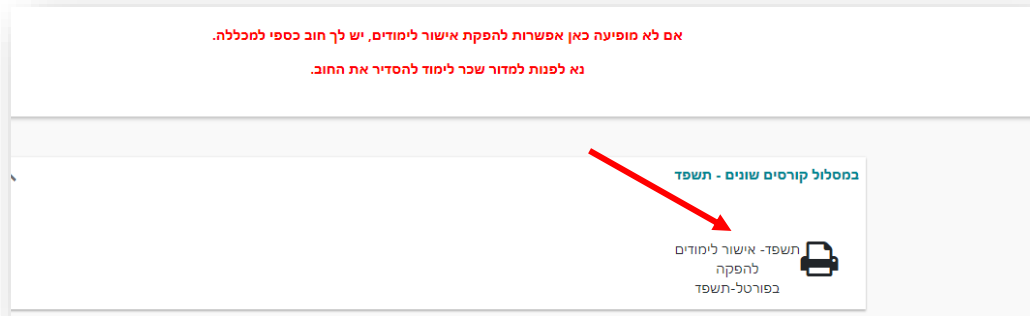 אם לא מופיעה כאן אפשרות להפקת אישור לימודים, יש לך חוב כספי למכללה.
נא לפנות למדור שכר לימוד להסדיר את החוב.
במסלול קורסים שונים - תשפד
תשפד- אישור לימודים
להפקה
בפורטל-תשפד